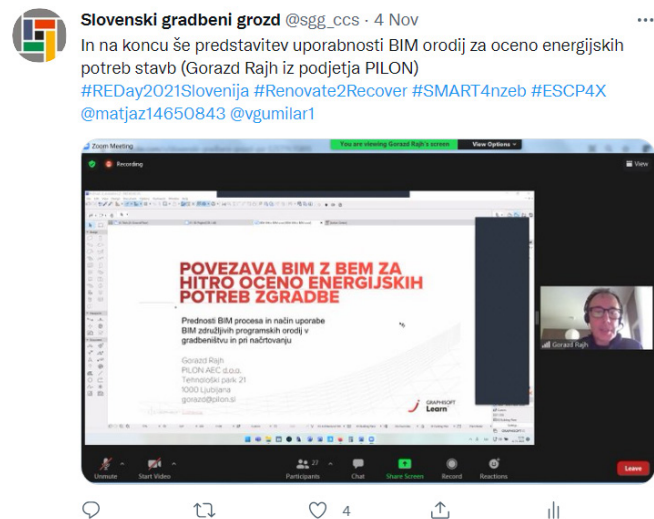 Slovenski gradbeni grozd @sgg_ccs · 4 Nov
In na koncu še predstavitev uporabnosti BIM orodij za oceno energijskih
potreb stavb (Gorazd Rajh iz podjetja PILON)
#REDay2021Slovenija #Renovate2Recover #SMART4nzeb #ESCP4X
@matjaz14650843 @vgumilar1
Zoom Meeting
You are viewing Gorazd Rajh's screen
View Options
Recording
View
POVEZAVA BIM Z BEM ZA
HITRO OCENO ENERGIJSKIH
POTREB ZGRADBE
Prednosti BIM procesa in način uporabe
BIM združljivih programskih orodij v
gradbeništvu in pri načrtovanju
Gorazd Rajh
PILON AEC d.o.o.
Tehnološki park 21
1000 Ljubljana
gorazd@pilon.si
GRAPHISOFT
Learn
Gorazd Rajh
Unmute
Start Video
Participants
27
Chat
Share Screen
Record
Reactions
Leave
4